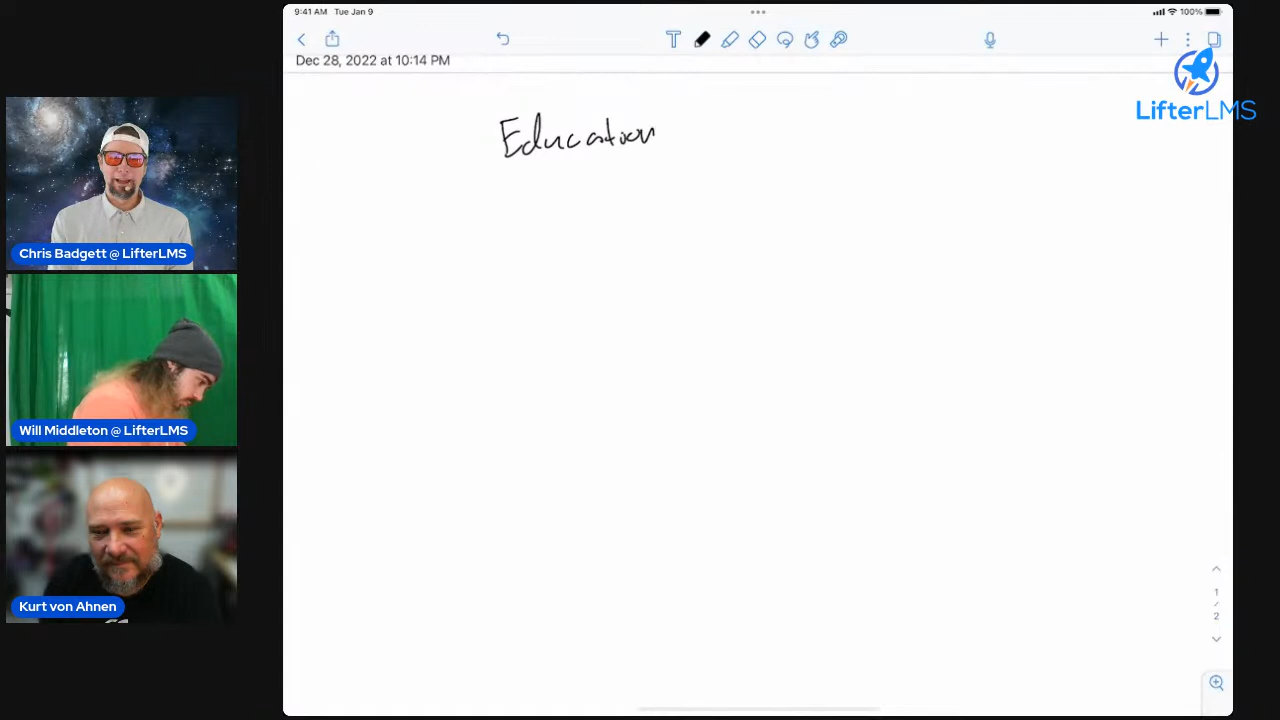 9:41 AM Tue Jan 9
100%
Dec 28, 2022 at 10:14 PM
LifterLMS
Education
Chris Badgett @ LifterLMS
Will Middleton @ LifterLMS
Kurt von Ahnen
1
/
2